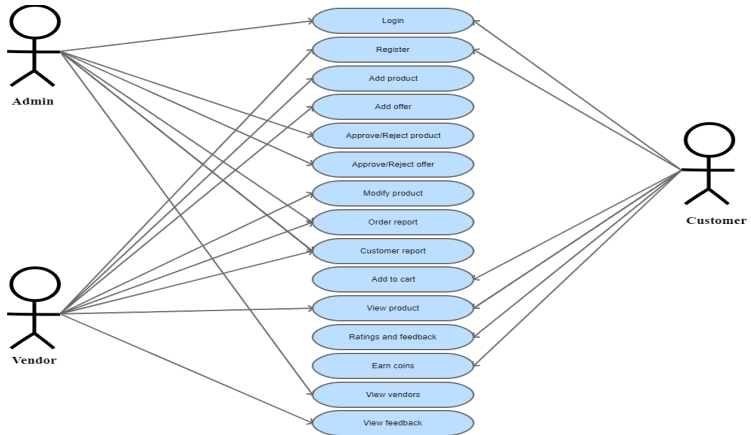 Login
Register
Add product
Add offer
Approve/Reject product
Approve/Reject offer
Modify product
Order report
Customer report
Add to cart
View product
Ratings and feedback
Earn coins
View vendors
View feedback
Admin
Vendor
Customer